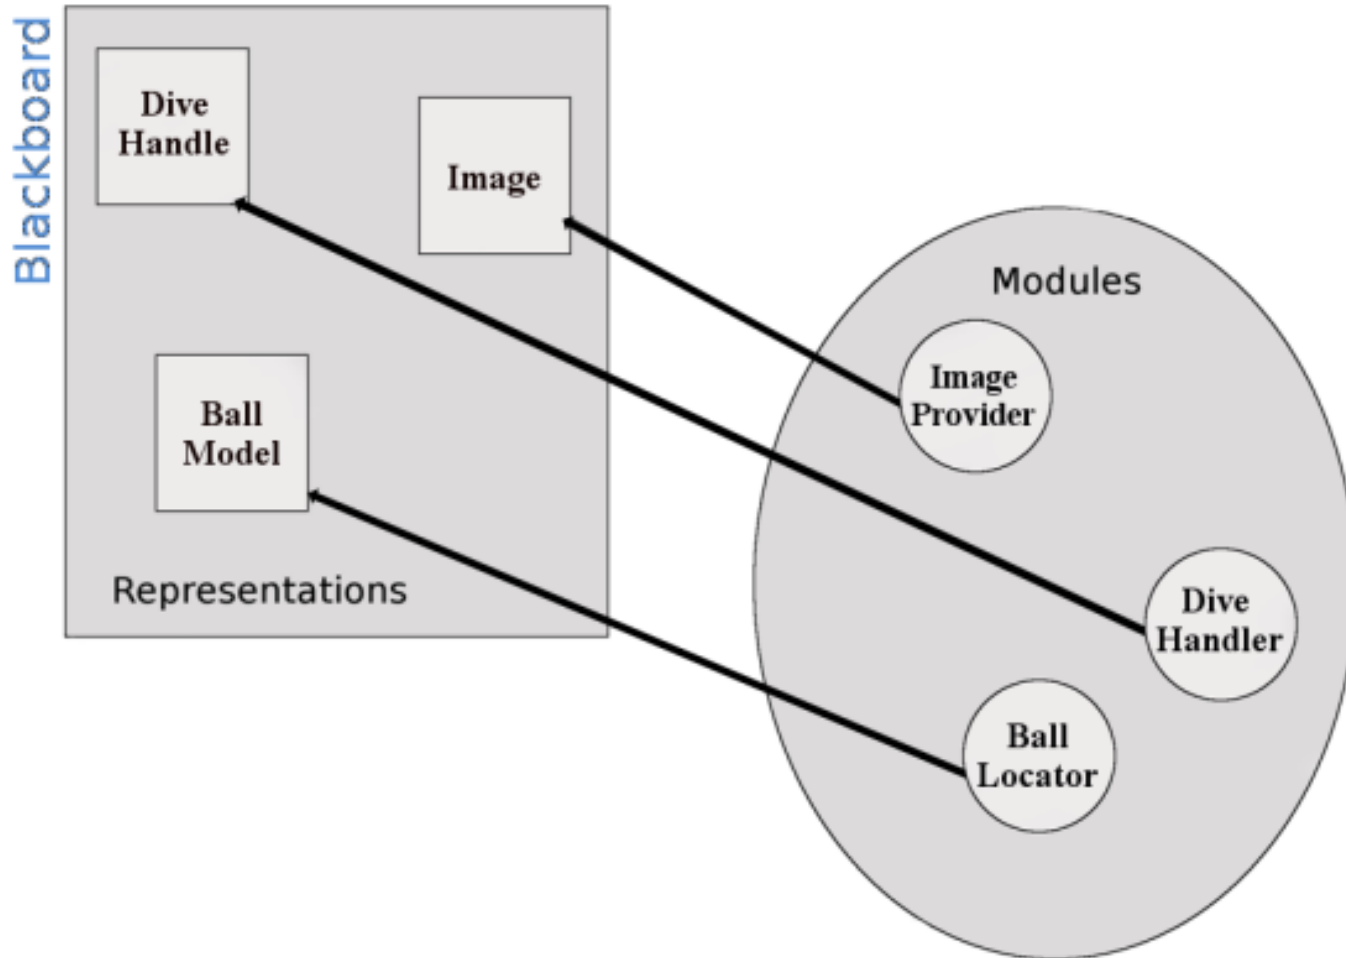 Blackboard
Dive
Handle
Image
Ball
Model
Representations
Modules
Image
Provider
Dive
Handler
Ball
Locator